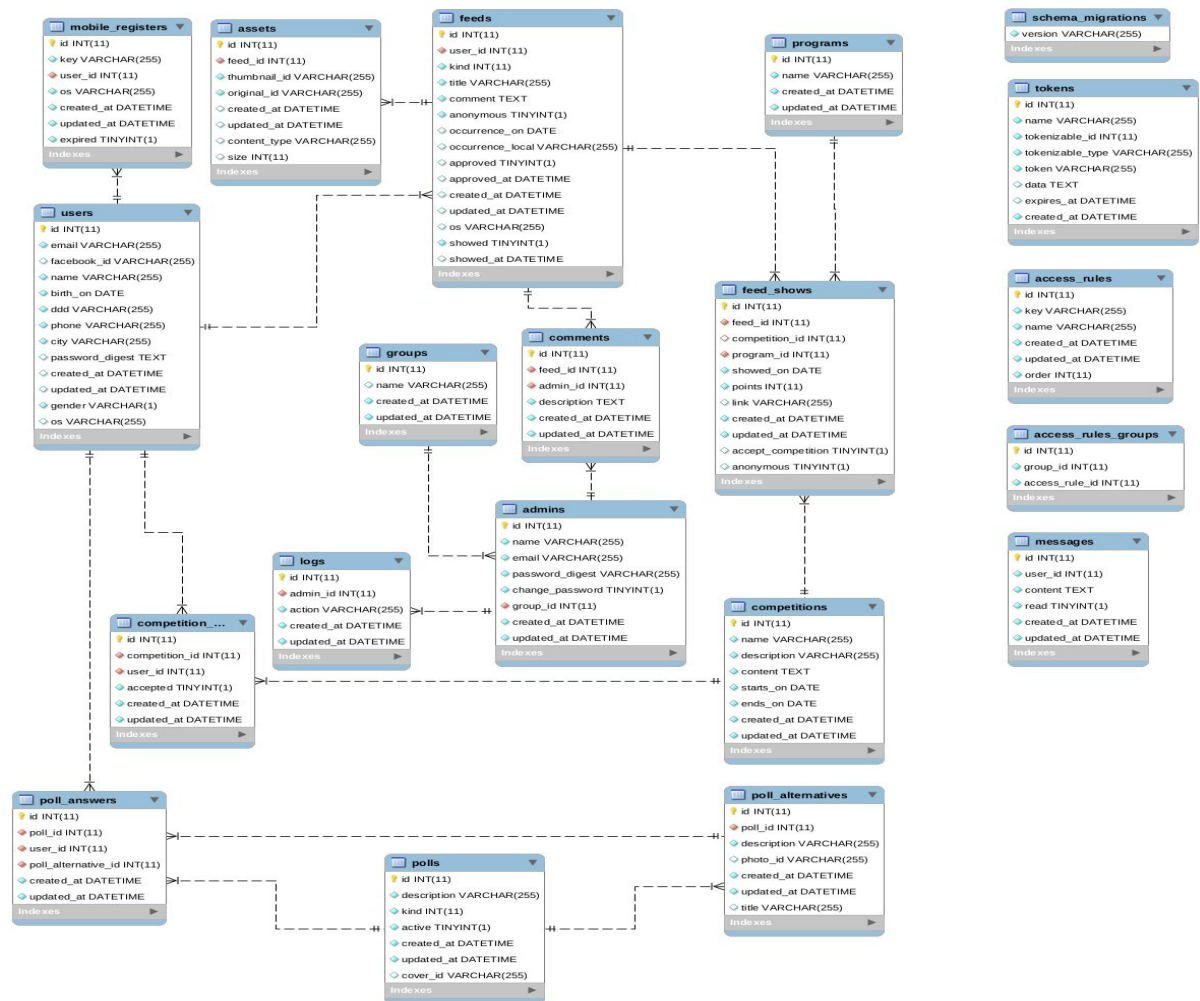 mobile_registers
id INT(11)
key VARCHAR(255)
user_id INT(11)
os VARCHAR(255)
created_at DATETIME
updated_at DATETIME
expired TINYINT(1)
Indexes
assets
id INT(11)
feed_id INT(11)
thumbnail_id VARCHAR(255)
original_id VARCHAR(255)
created_at DATETIME
updated_at DATETIME
content_type VARCHAR(255)
size INT(11)
Indexes
feeds
id INT(11)
user_id INT(11)
kind INT(11)
title VARCHAR(255)
comment TEXT
anonymous TINYINT(1)
occurrence_on DATE
occurrence_local VARCHAR(255)
approved TINYINT(1)
approved_at DATETIME
created_at DATETIME
updated_at DATETIME
os VARCHAR(255)
showed TINYINT(1)
showed_at DATETIME
Indexes
programs
id INT(11)
name VARCHAR(255)
created_at DATETIME
updated_at DATETIME
Indexes
schema_migrations
version VARCHAR(255)
Indexes
tokens
id INT(11)
name VARCHAR(255)
tokenizable_id INT(11)
tokenizable_type VARCHAR(255)
token VARCHAR(255)
data TEXT
expires_at DATETIME
created_at DATETIME
Indexes
users
id INT(11)
email VARCHAR(255)
facebook_id VARCHAR(255)
name VARCHAR(255)
birth_on DATE
ddd VARCHAR(255)
phone VARCHAR(255)
city VARCHAR(255)
password_digest TEXT
created_at DATETIME
updated_at DATETIME
gender VARCHAR(1)
os VARCHAR(255)
Indexes
groups
id INT(11)
name VARCHAR(255)
created_at DATETIME
updated_at DATETIME
Indexes
comments
id INT(11)
feed_id INT(11)
admin_id INT(11)
description TEXT
created_at DATETIME
updated_at DATETIME
Indexes
feed_shows
id INT(11)
feed_id INT(11)
competition_id INT(11)
program_id INT(11)
showed_on DATE
points INT(11)
link VARCHAR(255)
created_at DATETIME
updated_at DATETIME
accept_competition TINYINT(1)
anonymous TINYINT(1)
Indexes
access_rules
id INT(11)
key VARCHAR(255)
name VARCHAR(255)
created_at DATETIME
updated_at DATETIME
order INT(11)
Indexes
access_rules_groups
id INT(11)
group_id INT(11)
access_rule_id INT(11)
Indexes
logs
id INT(11)
admin_id INT(11)
action VARCHAR(255)
created_at DATETIME
updated_at DATETIME
Indexes
admins
id INT(11)
name VARCHAR(255)
email VARCHAR(255)
password_digest VARCHAR(255)
change_password TINYINT(1)
group_id INT(11)
created_at DATETIME
updated_at DATETIME
Indexes
messages
id INT(11)
user_id INT(11)
content TEXT
read TINYINT(1)
created_at DATETIME
updated_at DATETIME
Indexes
competition_...
id INT(11)
competition_id INT(11)
user_id INT(11)
accepted TINYINT(1)
created_at DATETIME
updated_at DATETIME
Indexes
competitions
id INT(11)
name VARCHAR(255)
description VARCHAR(255)
content TEXT
starts_on DATE
ends_on DATE
created_at DATETIME
updated_at DATETIME
Indexes
poll_answers
id INT(11)
poll_id INT(11)
user_id INT(11)
poll_alternative_id INT(11)
created_at DATETIME
updated_at DATETIME
Indexes
polls
id INT(11)
description VARCHAR(255)
kind INT(11)
active TINYINT(1)
created_at DATETIME
updated_at DATETIME
cover_id VARCHAR(255)
Indexes
poll_alternatives
id INT(11)
poll_id INT(11)
description VARCHAR(255)
photo_id VARCHAR(255)
created_at DATETIME
updated_at DATETIME
title VARCHAR(255)
Indexes